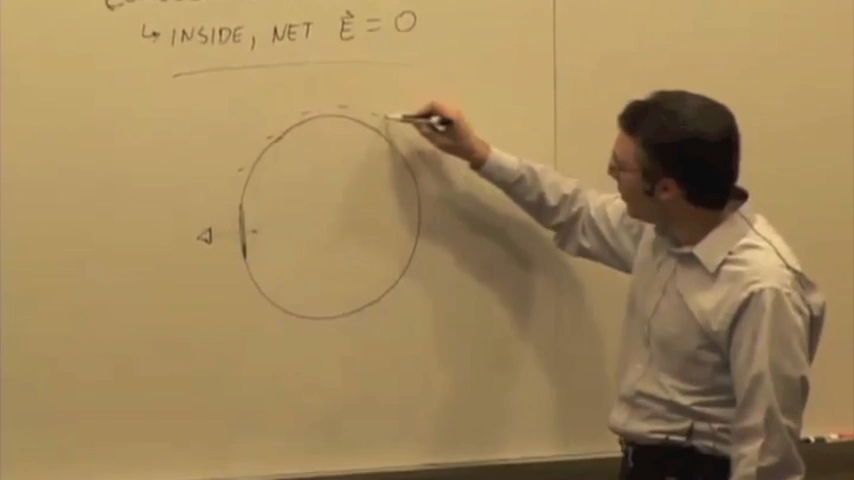 ↳ INSIDE, NET E⃗ = 0